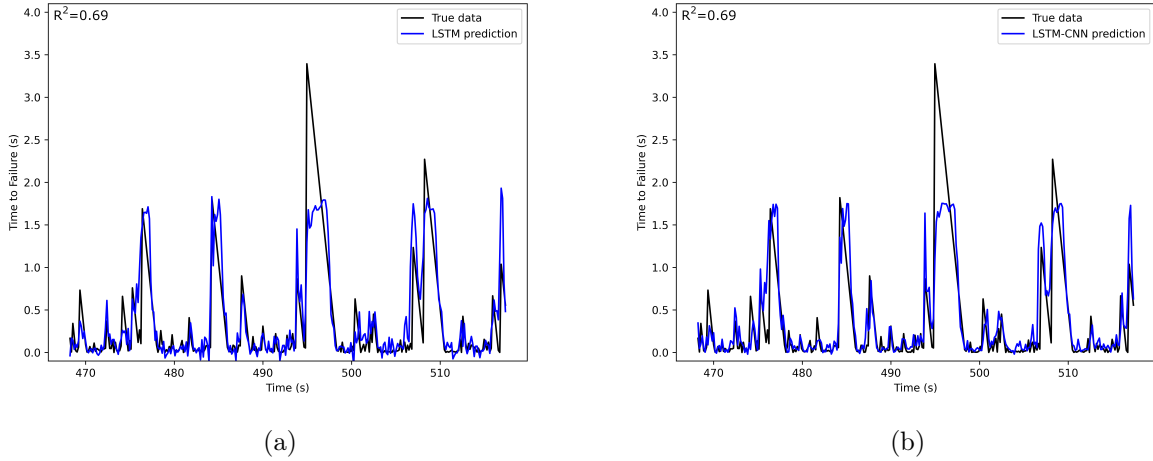 R²=0.69
True data
LSTM prediction
4.0
3.5
3.0
2.5
2.0
1.5
1.0
0.5
0.0
Time to Failure (s)
470
480
490
500
510
Time (s)
(a)
R²=0.69
True data
LSTM-CNN prediction
4.0
3.5
3.0
2.5
2.0
1.5
1.0
0.5
0.0
Time to Failure (s)
470
480
490
500
510
Time (s)
(b)